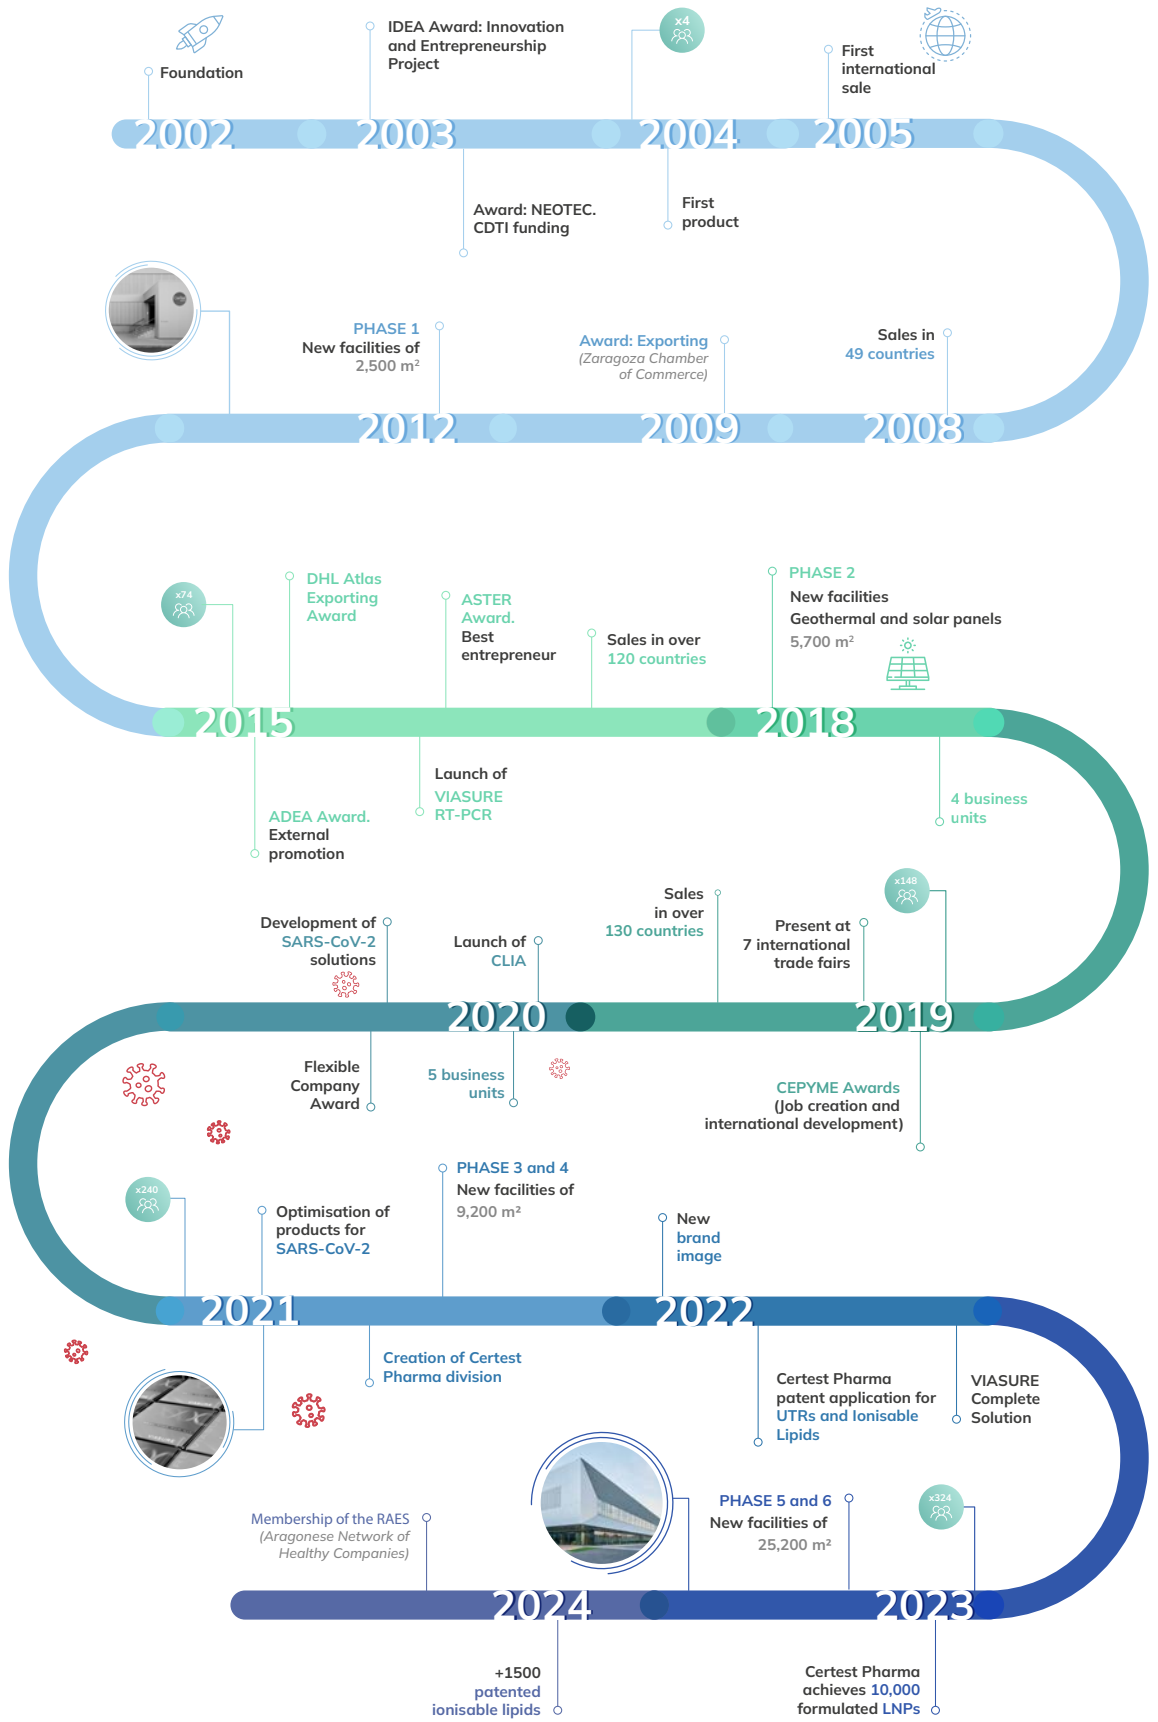 Foundation
IDEA Award: Innovation
and Entrepreneurship
Project
x4
First
international
sale
2002
2003
2004
2005
Award: NEOTEC.
CDTI funding
First
product
PHASE 1
New facilities of
2,500 m²
Award: Exporting
(Zaragoza Chamber
of Commerce)
Sales in
49 countries
2012
2009
2008
x74
DHL Atlas
Exporting
Award
ASTER
Award.
Best
entrepreneur
Sales in over
120 countries
PHASE 2
New facilities
Geothermal and solar panels
5,700 m²
2015
2018
ADEA Award.
External
promotion
Launch of
VIASURE
RT-PCR
4 business
units
Development of
SARS-CoV-2
solutions
Launch of
CLIA
Sales
in over
130 countries
Present at
7 international
trade fairs
x148
2020
2019
Flexible
Company
Award
5 business
units
CEPYME Awards
(Job creation and
international development)
x240
Optimisation of
products for
SARS-CoV-2
PHASE 3 and 4
New facilities of
9,200 m²
New
brand
image
2021
2022
Creation of Certest
Pharma division
Certest Pharma
patent application for
UTRs and Ionisable
Lipids
VIASURE
Complete
Solution
Membership of the RAES
(Aragonese Network of
Healthy Companies)
PHASE 5 and 6
New facilities of
25,200 m²
x324
2024
2023
+1500
patented
ionisable lipids
Certest Pharma
achieves 10,000
formulated LNPs